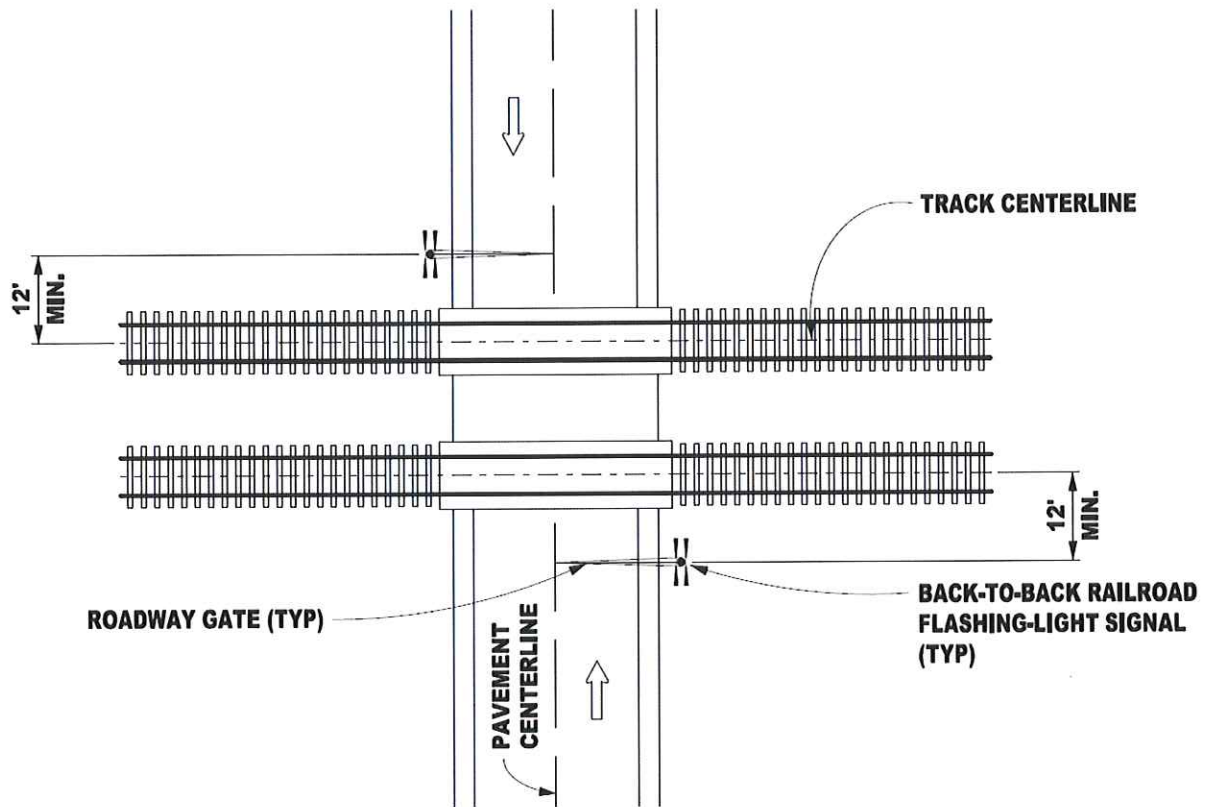 TRACK CENTERLINE
12'
MIN.
12'
MIN.
ROADWAY GATE (TYP)
BACK-TO-BACK RAILROAD
FLASHING-LIGHT SIGNAL
(TYP)
PAVEMENT
CENTERLINE